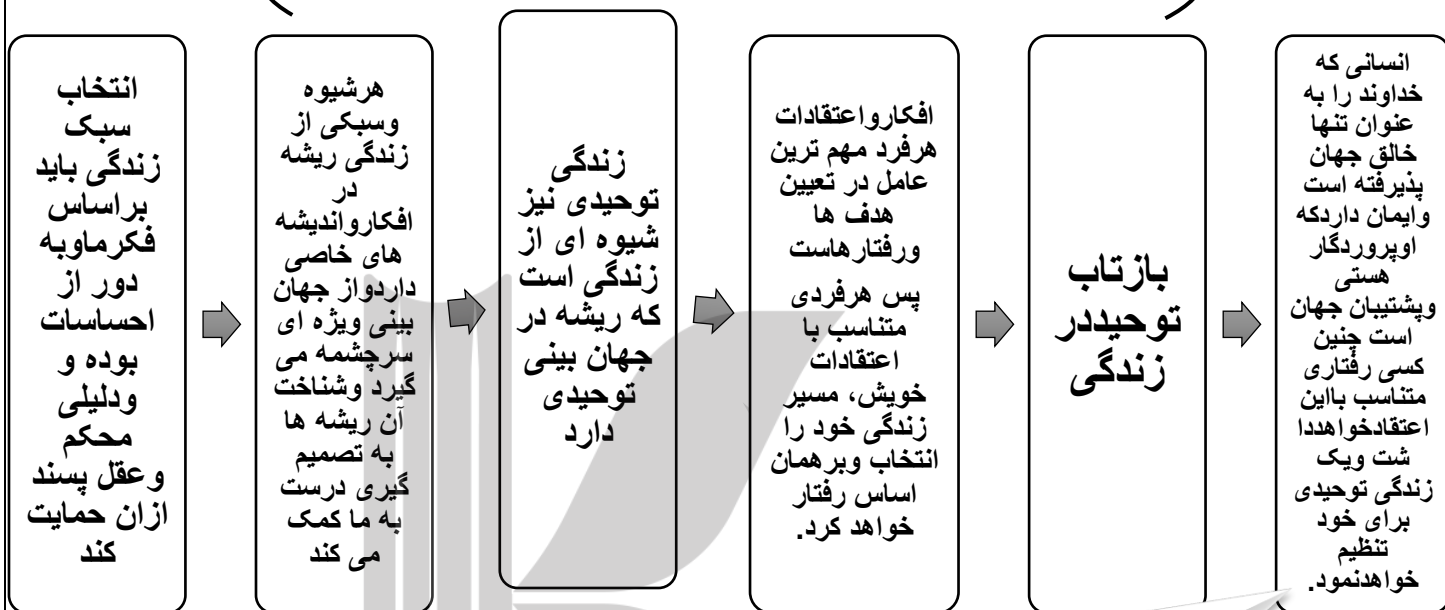 انتخاب
سبک
زندگی باید
براساس
فکرماوبه
دور از
احساسات
بوده و
ودلیلی
محکم
وعقل پسند
ازان حمایت
کند
هرشیوه
وسبکی از
زندگی ریشه
در
افکارواندیشه
های خاصی
داردواز جهان
بینی ویژه ای
سرچشمه می
گیرد وشناخت
آن ریشه ها
به تصمیم
گیری درست
به ما کمک
می کند
زندگی
توحیدی نیز
شیوه ای از
زندگی است
که ریشه در
جهان بینی
توحیدی
دارد
افکارواعتقادات
هرفرد مهم ترین
عامل در تعیین
هدف ها
ورفتارهاست
پس هرفردی
متناسب با
اعتقادات
خویش، مسیر
زندگی خود را
انتخاب وبرهمان
اساس رفتار
خواهد کرد.
بازتاب
توحیددر
زندگی
انسانی که
خداوند را به
عنوان تنها
خالق جهان
پذیرفته است
وایمان داردکه
اوپروردگار
هستی
وپشتیبان جهان
است چنین
کسی رفتاری
متناسب بااین
اعتقادخواهددا
شت ویک
زندگی توحیدی
برای خود
تنظیم
خواهدنمود.